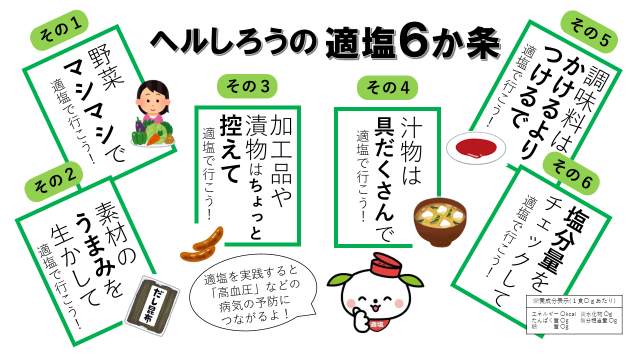 ヘルしろうの 適塩6か条
その1
野菜
マシマシで
適塩で行こう！
その2
素材の
うまみを
生かして
適塩で行こう！
だし昆布
その3
加工品や
漬物はちょっと
控えて
適塩で行こう！
その4
汁物は
具だくさんで
適塩で行こう！
その5
調味料は
かけるより
つけるで
適塩で行こう！
その6
塩分量を
チェックして
適塩で行こう！
適塩を実践すると
「高血圧」などの
病気の予防に
つながるよ！
適塩
栄養成分表示(1食〇gあたり)
エネルギー〇kcal 炭水化物〇g
たんぱく質〇g 食塩相当量〇g
脂 質 〇g